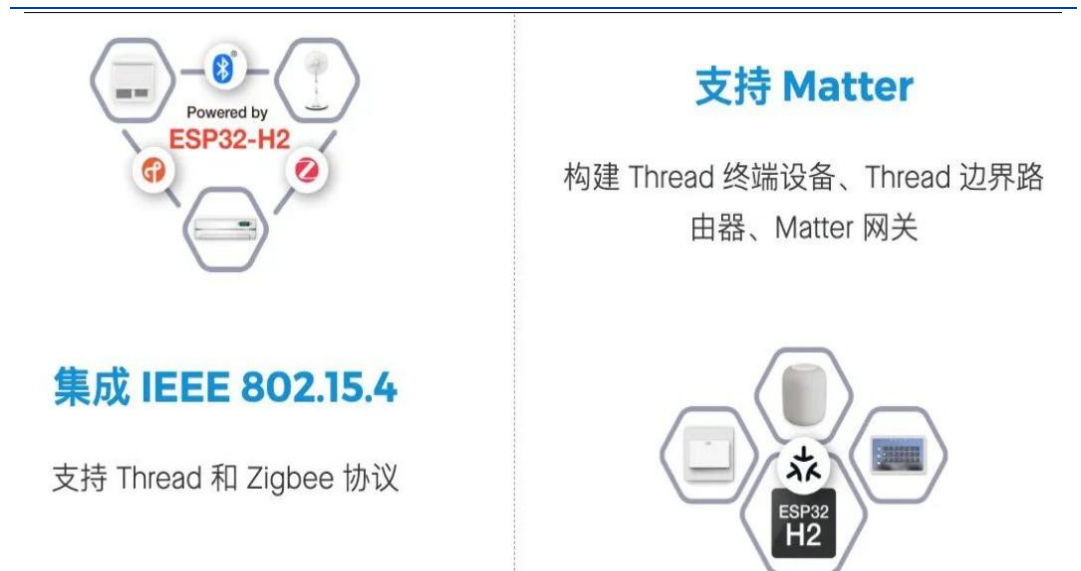 Powered by
ESP32-H2
集成 IEEE 802.15.4
支持 Thread 和 Zigbee 协议
支持 Matter
构建 Thread 终端设备、Thread 边界路
由器、Matter 网关
ESP32
H2